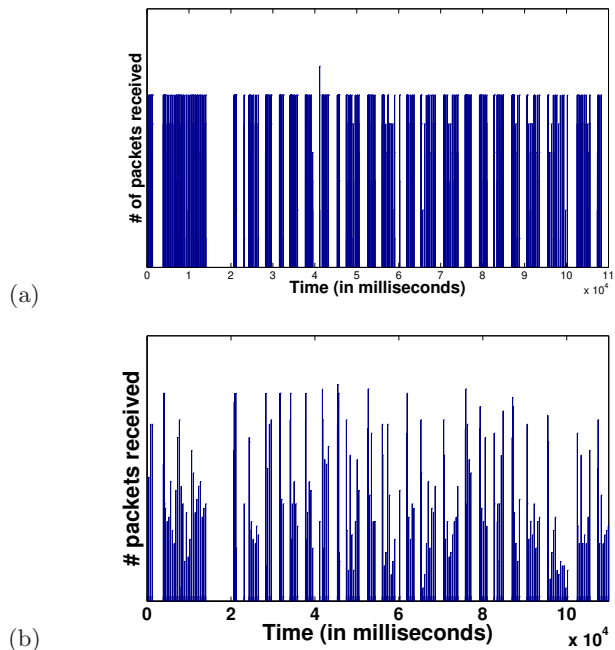 # of packets received
0 1 2 3 4 5 6 7 8 9 10 11
Time (in milliseconds)
x 10^4
(a)
# packets received
0 2 4 6 8 10
Time (in milliseconds)
x 10^4
(b)